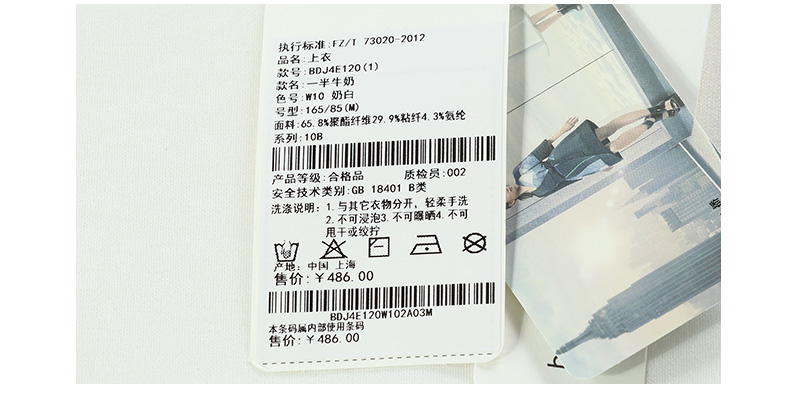 执行标准:FZ/T 73020-2012
品名:上衣
款号:BDJ4E120(1)
款名:一半牛奶
色号:W10 奶白
号型:165/85(M)
面料:65.8%聚酯纤维29.9%粘纤4.3%氨纶
系列:10B
产品等级:合格品 质检员:002
安全技术类别:GB 18401 B类
洗涤说明:1.与其它衣物分开，轻柔手洗
2.不可浸泡3.不可曝晒4.不可
甩干或绞拧
产地:中国 上海
售价:￥486.00
BDJ4E120W102A03M
本条码属内部使用条码
售价:￥486.00